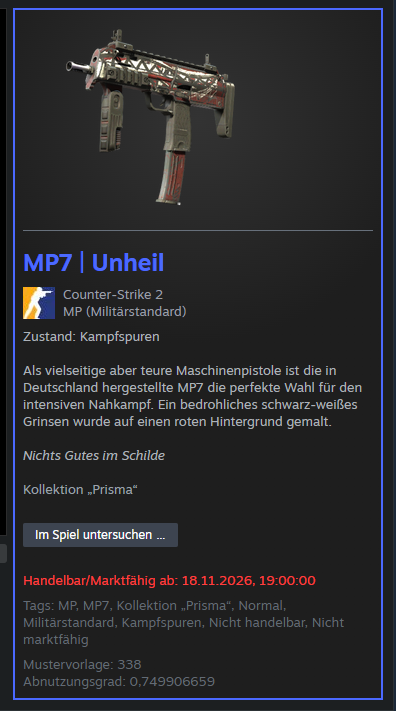 MP7 | Unheil
Counter-Strike 2
MP (Militärstandard)
Zustand: Kampfspuren
Als vielseitige aber teure Maschinenpistole ist die in
Deutschland hergestellte MP7 die perfekte Wahl für den
intensiven Nahkampf. Ein bedrohliches schwarz-weißes
Grinsen wurde auf einen roten Hintergrund gemalt.
Nichts Gutes im Schilde
Kollektion „Prisma“
Im Spiel untersuchen ...
Handelbar/Marktfähig ab: 18.11.2026, 19:00:00
Tags: MP, MP7, Kollektion „Prisma“, Normal,
Militärstandard, Kampfspuren, Nicht handelbar, Nicht
marktfähig
Mustervorlage: 338
Abnutzungsgrad: 0,749906659